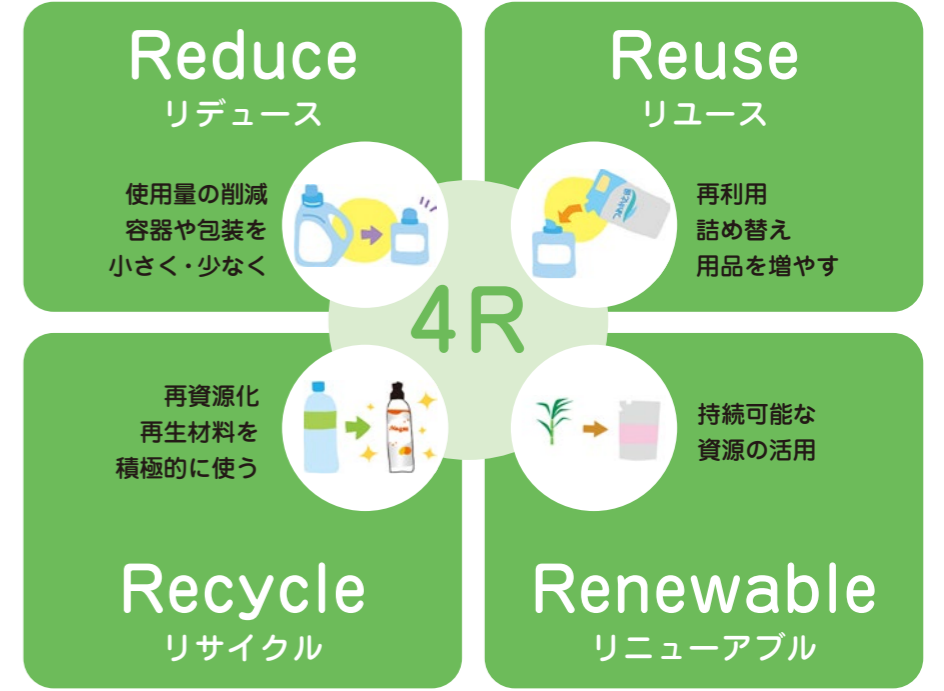 Reduce
リデュース
使用量の削減
容器や包装を
小さく・少なく
Reuse
リユース
再利用
詰め替え
用品を増やす
4R
再資源化
再生材料を
積極的に使う
Recycle
リサイクル
持続可能な
資源の活用
Renewable
リニューアブル